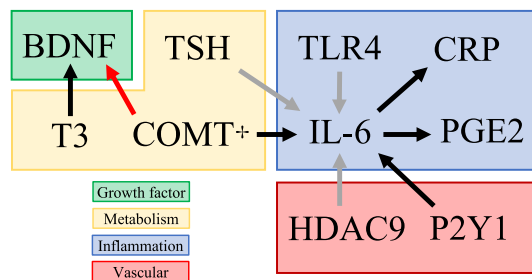 BDNF TSH TLR4 CRP
T3 COMT⁺ IL-6 PGE2
HDAC9 P2Y1
Growth factor
Metabolism
Inflammation
Vascular